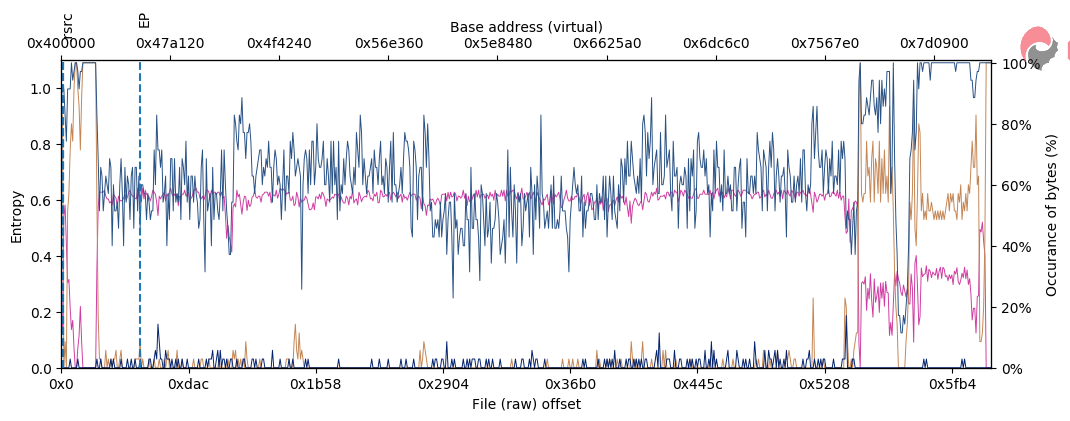 rsrc
EP
Base address (virtual)
0x400000 0x47a120 0x4f4240 0x56e360 0x5e8480 0x6625a0 0x6dc6c0 0x7567e0 0x7d0900
1.0
0.8
0.6
0.4
0.2
0.0
Entropy
100%
80%
60%
40%
20%
0%
Occurance of bytes (%)
0x0 0xdac 0x1b58 0x2904 0x36b0 0x445c 0x5208 0x5fb4
File (raw) offset